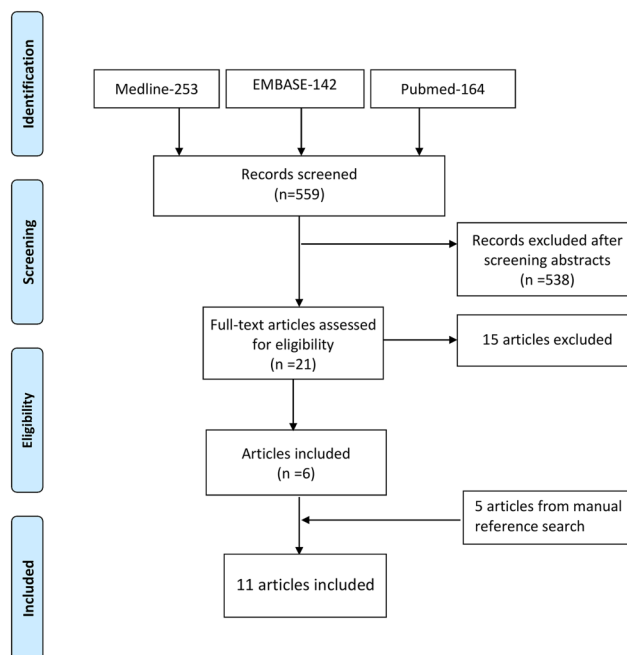 Identification
Medline-253
EMBASE-142
Pubmed-164
Records screened
(n=559)
Screening
Records excluded after
screening abstracts
(n =538)
Full-text articles assessed
for eligibility
(n =21)
15 articles excluded
Eligibility
Articles included
(n =6)
5 articles from manual
reference search
Included
11 articles included